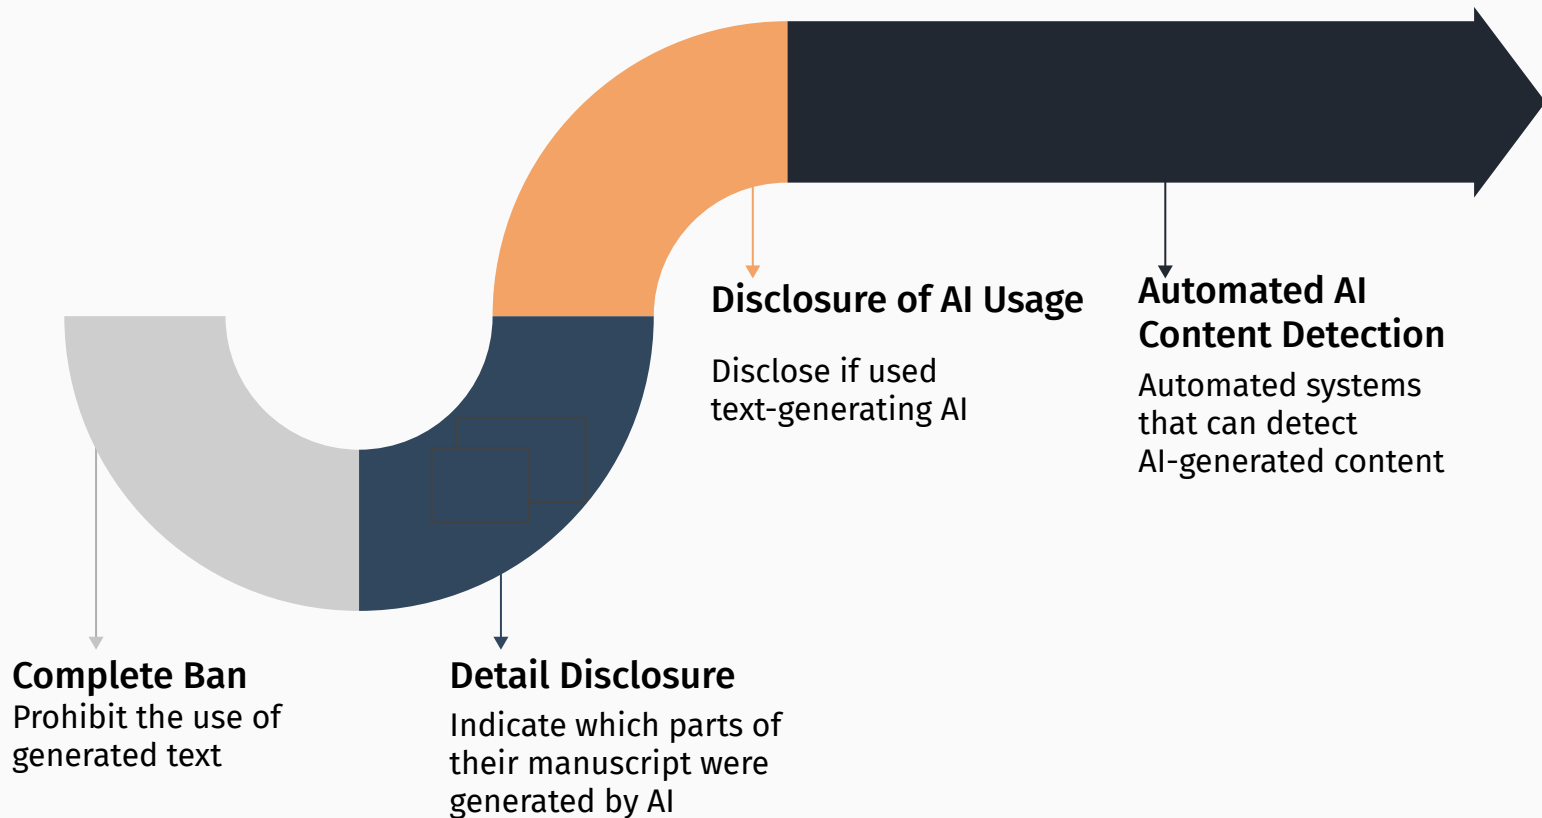 Disclosure of AI Usage
Disclose if used
text-generating AI
Automated AI
Content Detection
Automated systems
that can detect
AI-generated content
Complete Ban
Prohibit the use of
generated text
Detail Disclosure
Indicate which parts of
their manuscript were
generated by AI